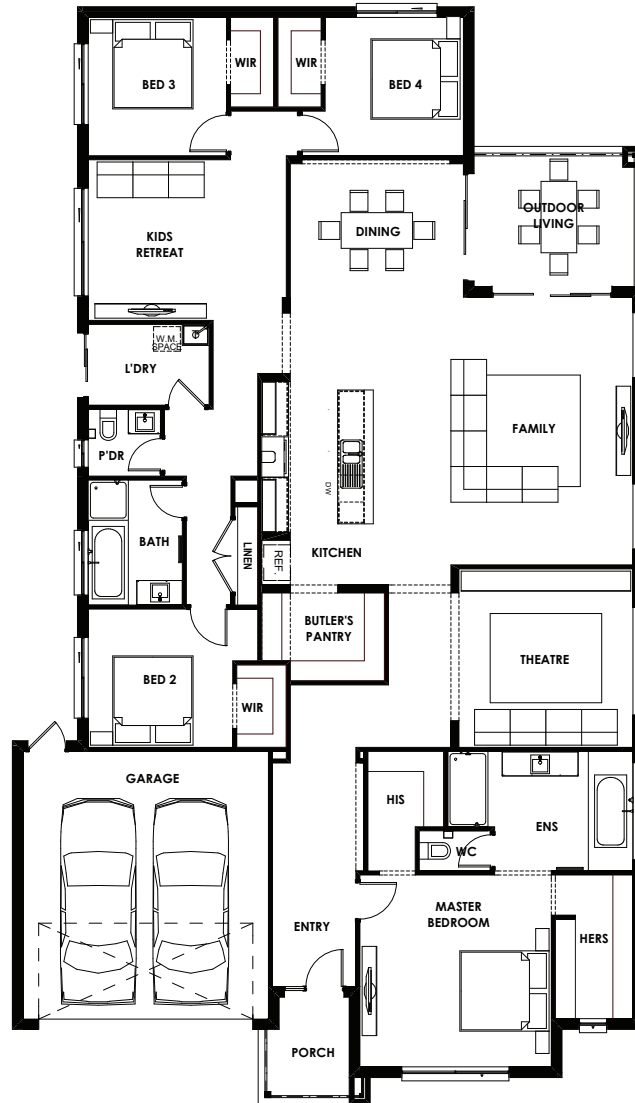 BED 3
WIR
WIR
BED 4
OUTDOOR
LIVING
DINING
KIDS
RETREAT
W.M.
SPACE
L'DRY
P'DR
FAMILY
DW
BATH
LINEN
REF.
KITCHEN
BUTLER'S
PANTRY
THEATRE
BED 2
WIR
GARAGE
HIS
ENS
WC
MASTER
BEDROOM
ENTRY
HERS
PORCH